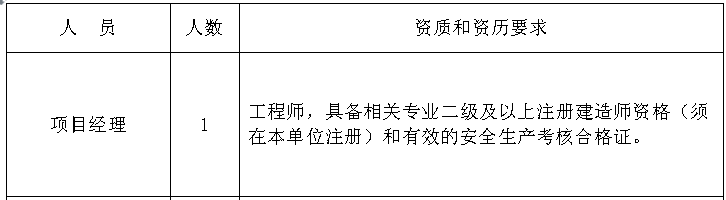 人 员 人数 资质和资历要求
项目经理 1 工程师，具备相关专业二级及以上注册建造师资格（须
在本单位注册）和有效的安全生产考核合格证。